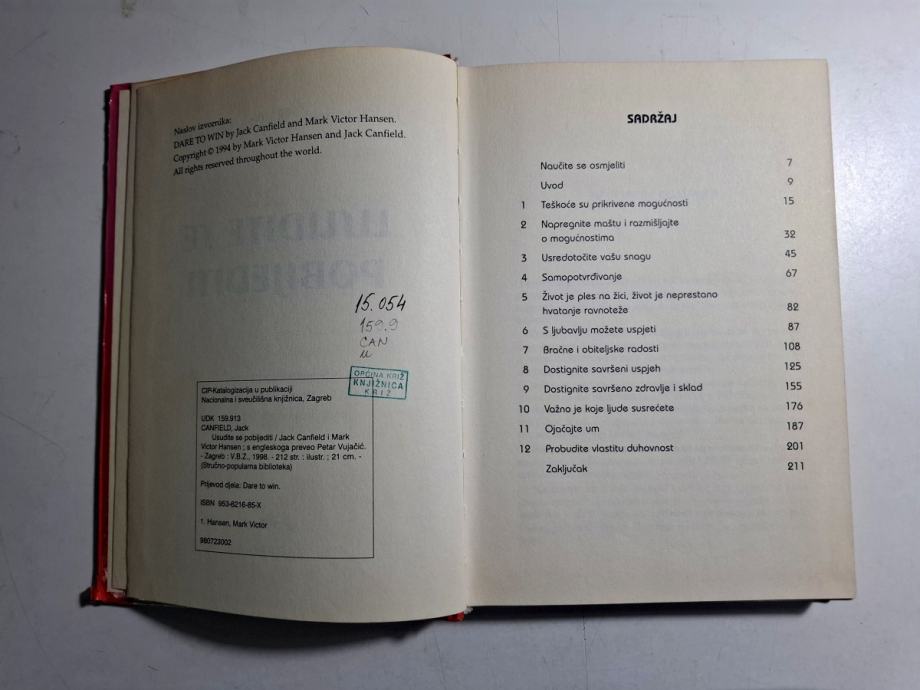 Naslov izvornika:
DARE TO WIN by Jack Canfield and Mark Victor Hansen.
Copyright © 1994 by Mark Victor Hansen and Jack Canfield.
All rights reserved throughout the world.
15.054
159.9
CAN
u
OPĆINA KRIŽ
KNJIŽNICA
KRIŽ
CIP-Katalogizacija u publikaciji
Nacionalna i sveučilišna knjižnica, Zagreb
UDK 159.913
CANFIELD, Jack
Usudite se pobijediti / Jack Canfield i Mark
Victor Hansen ; s engleskoga preveo Petar Vujačić.
- Zagreb : V.B.Z., 1998. - 212 str. : ilustr. ; 21 cm. -
(Stručno-popularna biblioteka)
Prijevod djela: Dare to win.
ISBN 953-6216-85-X
1. Hansen, Mark Victor
980723002
SADRŽAJ
Naučite se osmjeliti 7
Uvod 9
1 Teškoće su prikrivene mogućnosti 15
2 Napregnite maštu i razmišljajte
o mogućnostima 32
3 Usredotočite vašu snagu 45
4 Samopotvrđivanje 67
5 Život je ples na žici, život je neprestano
hvatanje ravnoteže 82
6 S ljubavlju možete uspjeti 87
7 Bračne i obiteljske radosti 108
8 Dostignite savršeni uspjeh 125
9 Dostignite savršeno zdravlje i sklad 155
10 Važno je koje ljude susrećete 176
11 Ojačajte um 187
12 Probudite vlastitu duhovnost 201
Zaključak 211